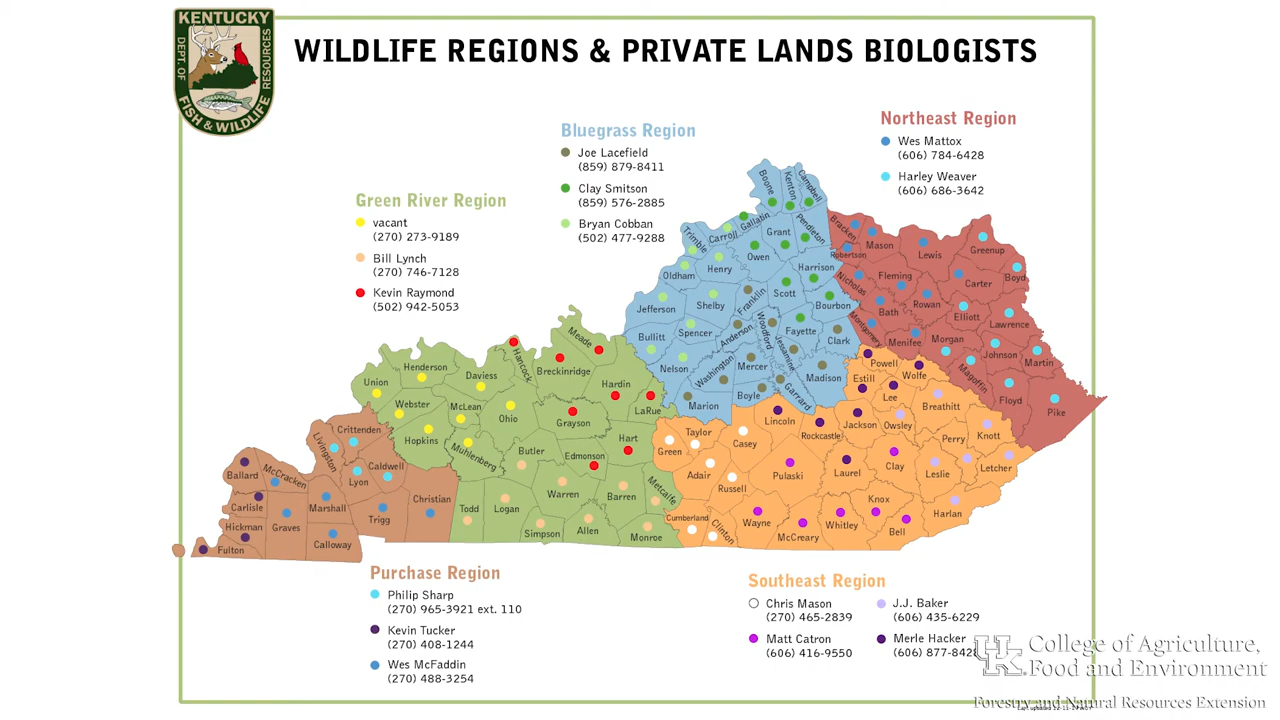 KENTUCKY
DEPT. OF
FISH & WILDLIFE
RESOURCES
WILDLIFE REGIONS & PRIVATE LANDS BIOLOGISTS
Northeast Region
Wes Mattox
(606) 784-6428
Harley Weaver
(606) 686-3642
Bluegrass Region
Joe Lacefield
(859) 879-8411
Clay Smitson
(859) 576-2885
Bryan Cobban
(502) 477-9288
Green River Region
vacant
(270) 273-9189
Bill Lynch
(270) 746-7128
Kevin Raymond
(502) 942-5053
Boone
Kenton
Campbell
Gallatin
Carroll
Trimble
Grant
Pendleton
Owen
Henry
Oldham
Harrison
Jefferson
Shelby
Franklin
Scott
Bourbon
Bullitt
Spencer
Anderson
Woodford
Fayette
Clark
Nelson
Washington
Mercer
Jessamine
Madison
Marion
Boyle
Garrard
Bracken
Mason
Robertson
Lewis
Greenup
Boyd
Nicholas
Fleming
Carter
Bath
Rowan
Elliott
Lawrence
Montgomery
Menifee
Morgan
Johnson
Martin
Magoffin
Floyd
Pike
Meade
Hancock
Breckinridge
Henderson
Daviess
Union
Webster
McLean
Ohio
Hardin
LaRue
Grayson
Hopkins
Muhlenberg
Butler
Edmonson
Hart
Warren
Barren
Metcalfe
Todd
Logan
Simpson
Allen
Monroe
Powell
Estill
Lee
Wolfe
Breathitt
Lincoln
Rockcastle
Jackson
Owsley
Perry
Knott
Taylor
Casey
Green
Adair
Russell
Pulaski
Laurel
Clay
Leslie
Letcher
Knox
Harlan
Cumberland
Clinton
Wayne
McCreary
Whitley
Bell
Crittenden
Livingston
Caldwell
Lyon
Ballard
McCracken
Carlisle
Marshall
Christian
Hickman
Graves
Trigg
Fulton
Calloway
Purchase Region
Philip Sharp
(270) 965-3921 ext. 110
Kevin Tucker
(270) 408-1244
Wes McFaddin
(270) 488-3254
Southeast Region
Chris Mason
(270) 465-2839
Matt Catron
(606) 416-9550
J.J. Baker
(606) 435-6229
Merle Hacker
(606) 877-8428
UK
College of Agriculture,
Food and Environment
Forestry and Natural Resources Extension